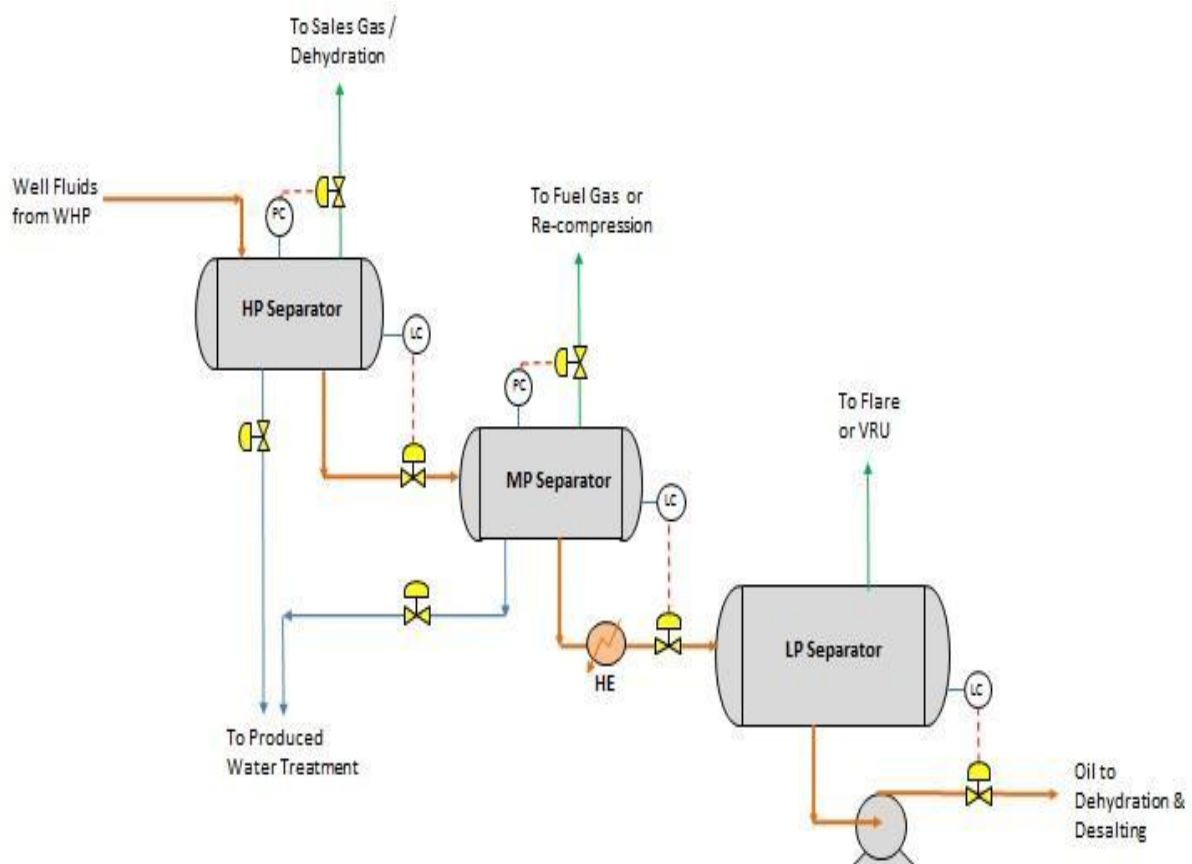 To Sales Gas /
Dehydration
Well Fluids
from WHP
PC
To Fuel Gas or
Re-compression
HP Separator
LC
PC
To Flare
or VRU
MP Separator
LC
LP Separator
HE
LC
To Produced
Water Treatment
Oil to
Dehydration &
Desalting